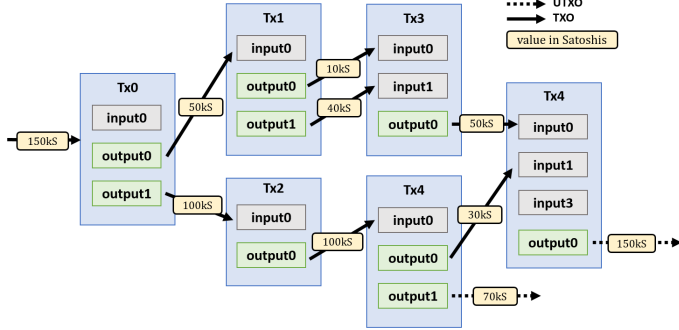 UTXO
TXO
value in Satoshis
Tx1
input0
output0
output1
Tx3
input0
input1
output0
Tx0
input0
output0
output1
Tx4
input0
input1
input3
output0
Tx2
input0
output0
Tx4
input0
output0
output1
150kS
50kS
100kS
10kS
40kS
50kS
100kS
30kS
70kS
150kS